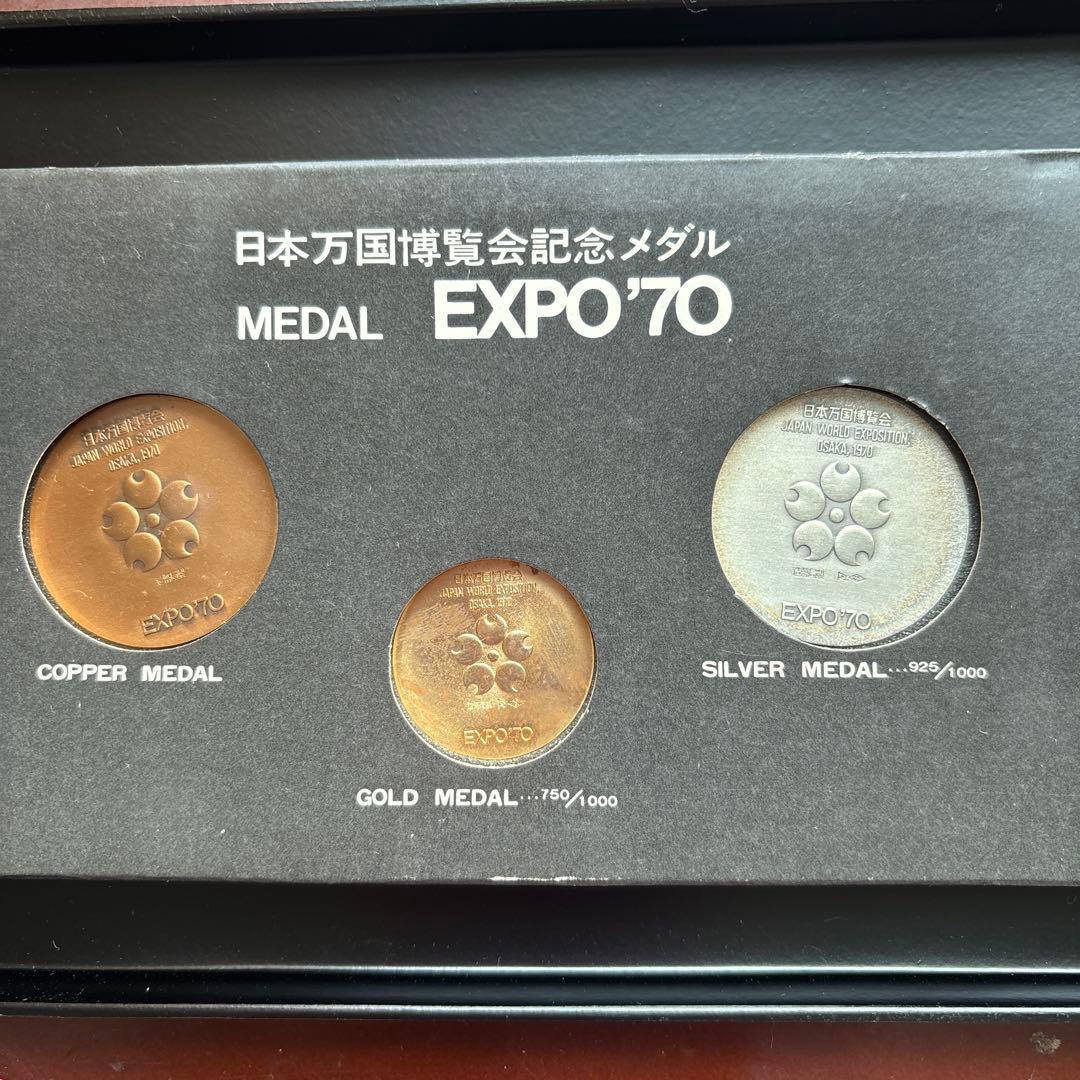 日本万国博覧会記念メダル
MEDAL EXPO'70
日本万国博覧会
JAPAN WORLD EXPOSITION,
OSAKA, 1970
EXPO'70
COPPER MEDAL
日本万国博覧会
JAPAN WORLD EXPOSITION,
OSAKA, 1970
EXPO'70
GOLD MEDAL...750/1000
日本万国博覧会
JAPAN WORLD EXPOSITION,
OSAKA, 1970
EXPO'70
SILVER MEDAL...925/1000